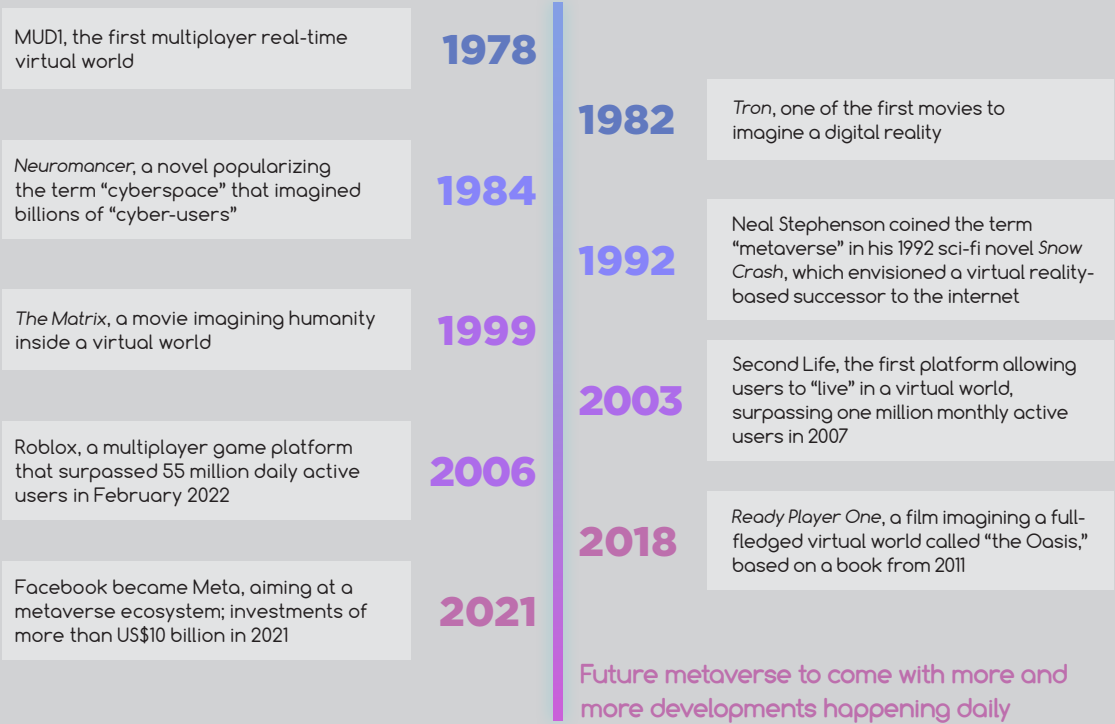 MUD1, the first multiplayer real-time
virtual world
1978
1982
Tron, one of the first movies to
imagine a digital reality
Neuromancer, a novel popularizing
the term “cyberspace” that imagined
billions of “cyber-users”
1984
1992
Neal Stephenson coined the term
“metaverse” in his 1992 sci-fi novel Snow
Crash, which envisioned a virtual reality-
based successor to the internet
The Matrix, a movie imagining humanity
inside a virtual world
1999
2003
Second Life, the first platform allowing
users to “live” in a virtual world,
surpassing one million monthly active
users in 2007
Roblox, a multiplayer game platform
that surpassed 55 million daily active
users in February 2022
2006
2018
Ready Player One, a film imagining a full-
fledged virtual world called “the Oasis,”
based on a book from 2011
Facebook became Meta, aiming at a
metaverse ecosystem; investments of
more than US$10 billion in 2021
2021
Future metaverse to come with more and
more developments happening daily